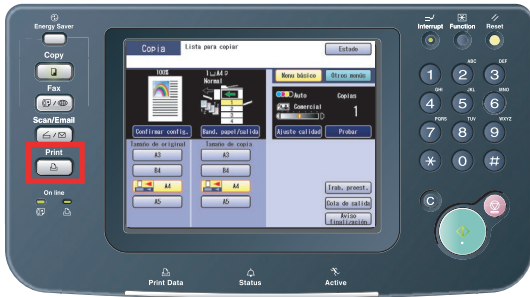 Energy Saver
Copy
Fax
Scan/Email
Print
On line
Copia
Lista para copiar
Estado
100%
1 A4
Normal
Confirmar config.
Band. papel/salida
Menu básico
Otros menús
Auto
Copias
Comercial
1
Ajuste calidad
Probar
Tamaño de original
Tamaño de copia
A3
A3
B4
B4
A4
A4
A5
A5
Trab. preest.
Cola de salida
Aviso
finalización
Interrupt
Function
Reset
1
ABC
2
DEF
3
GHI
4
JKL
5
MNO
6
PQRS
7
TUV
8
WXYZ
9
*
0
#
C
Print Data
Status
Active